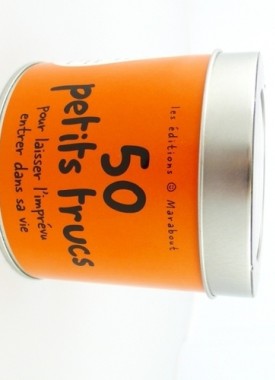 les éditions © Marabout
50
petits trucs
Pour laisser l'imprévu
entrer dans sa vie